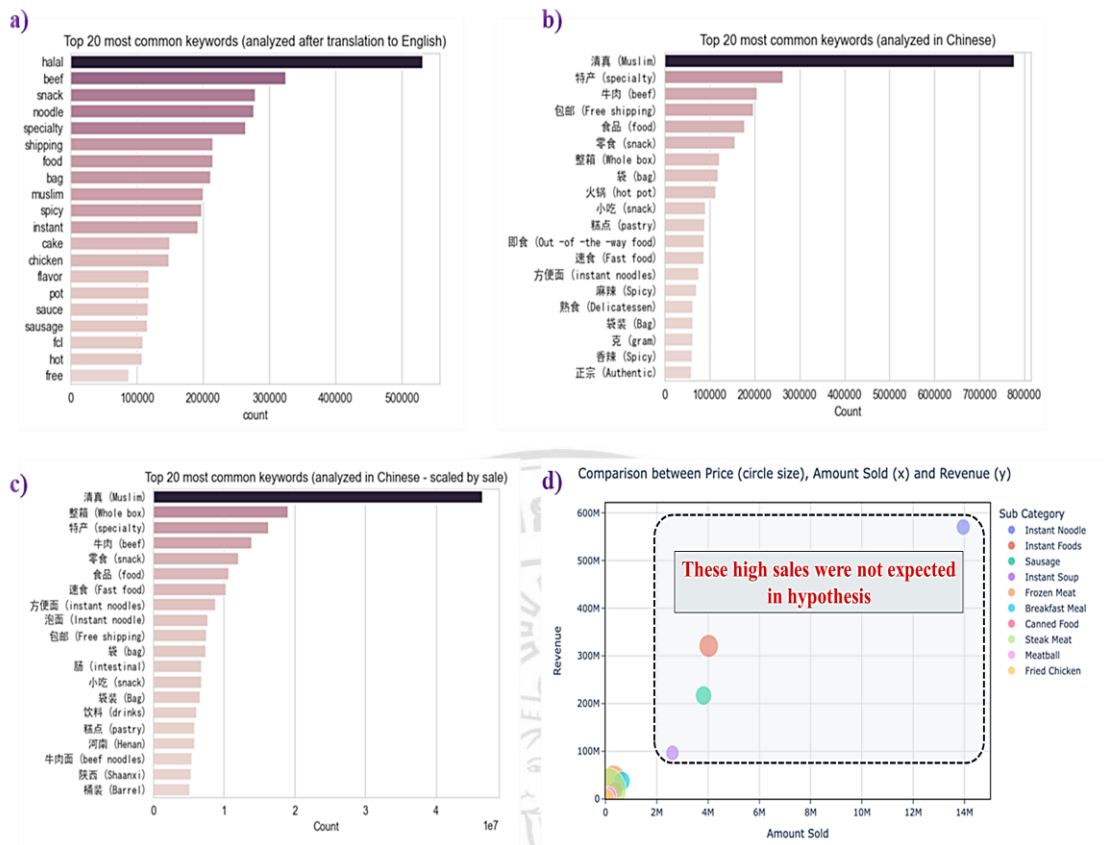 a)
Top 20 most common keywords (analyzed after translation to English)
halal
beef
snack
noodle
specialty
shipping
food
bag
muslim
spicy
instant
cake
chicken
flavor
pot
sauce
sausage
fcl
hot
free
0 100000 200000 300000 400000 500000
count
b)
Top 20 most common keywords (analyzed in Chinese)
清真 (Muslim)
特产 (specialty)
牛肉 (beef)
包邮 (Free shipping)
食品 (food)
零食 (snack)
整箱 (Whole box)
袋 (bag)
火锅 (hot pot)
小吃 (snack)
糕点 (pastry)
即食 (Out -of -the -way food)
速食 (Fast food)
方便面 (instant noodles)
麻辣 (Spicy)
熟食 (Delicatessen)
袋装 (Bag)
克 (gram)
香辣 (Spicy)
正宗 (Authentic)
0 100000 200000 300000 400000 500000 600000 700000 800000
Count
c)
Top 20 most common keywords (analyzed in Chinese - scaled by sale)
清真 (Muslim)
整箱 (Whole box)
特产 (specialty)
牛肉 (beef)
零食 (snack)
食品 (food)
速食 (Fast food)
方便面 (instant noodles)
泡面 (Instant noodle)
包邮 (Free shipping)
袋 (bag)
肠 (intestinal)
小吃 (snack)
袋装 (Bag)
饮料 (drinks)
糕点 (pastry)
河南 (Henan)
牛肉面 (beef noodles)
陕西 (Shaanxi)
桶装 (Barrel)
0 1 2 3 4
Count
1e7
d)
Comparison between Price (circle size), Amount Sold (x) and Revenue (y)
600M
500M
400M
300M
200M
100M
0
Revenue
These high sales were not expected
in hypothesis
0 2M 4M 6M 8M 10M 12M 14M
Amount Sold
Sub Category
Instant Noodle
Instant Foods
Sausage
Instant Soup
Frozen Meat
Breakfast Meal
Canned Food
Steak Meat
Meatball
Fried Chicken